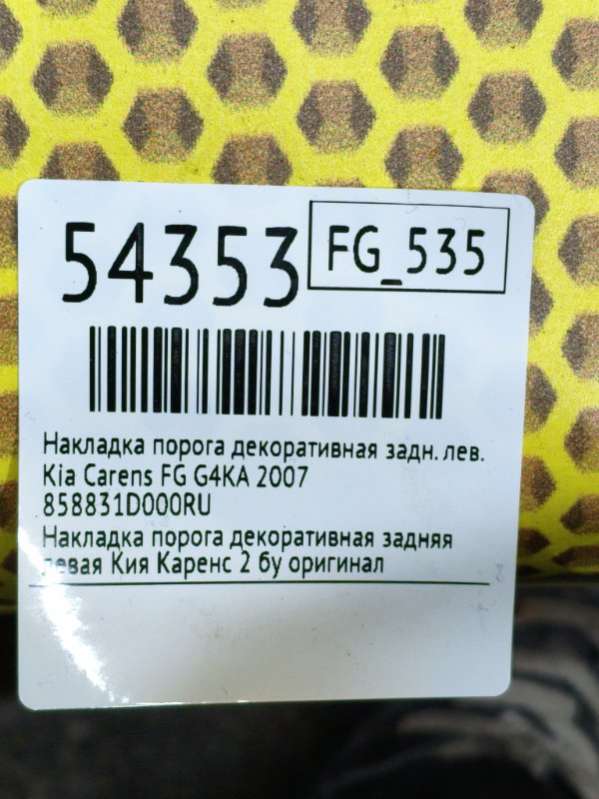 54353
FG_535
Накладка порога декоративная задн. лев.
Kia Carens FG G4KA 2007
858831D000RU
Накладка порога декоративная задняя
левая Кия Каренс 2 бу оригинал